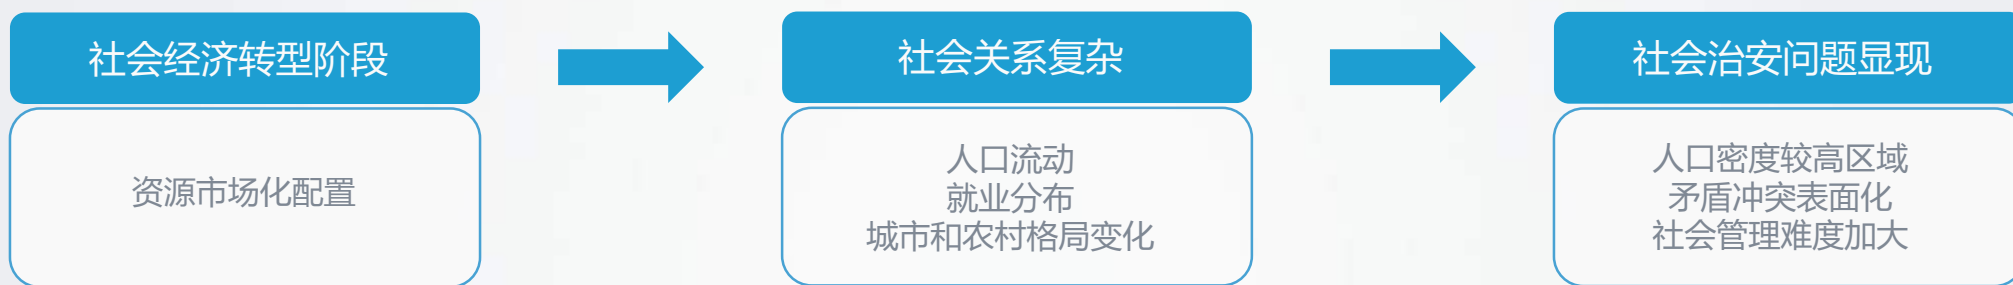 社会经济转型阶段
资源市场化配置
社会关系复杂
人口流动
就业分布
城市和农村格局变化
社会治安问题显现
人口密度较高区域
矛盾冲突表面化
社会管理难度加大